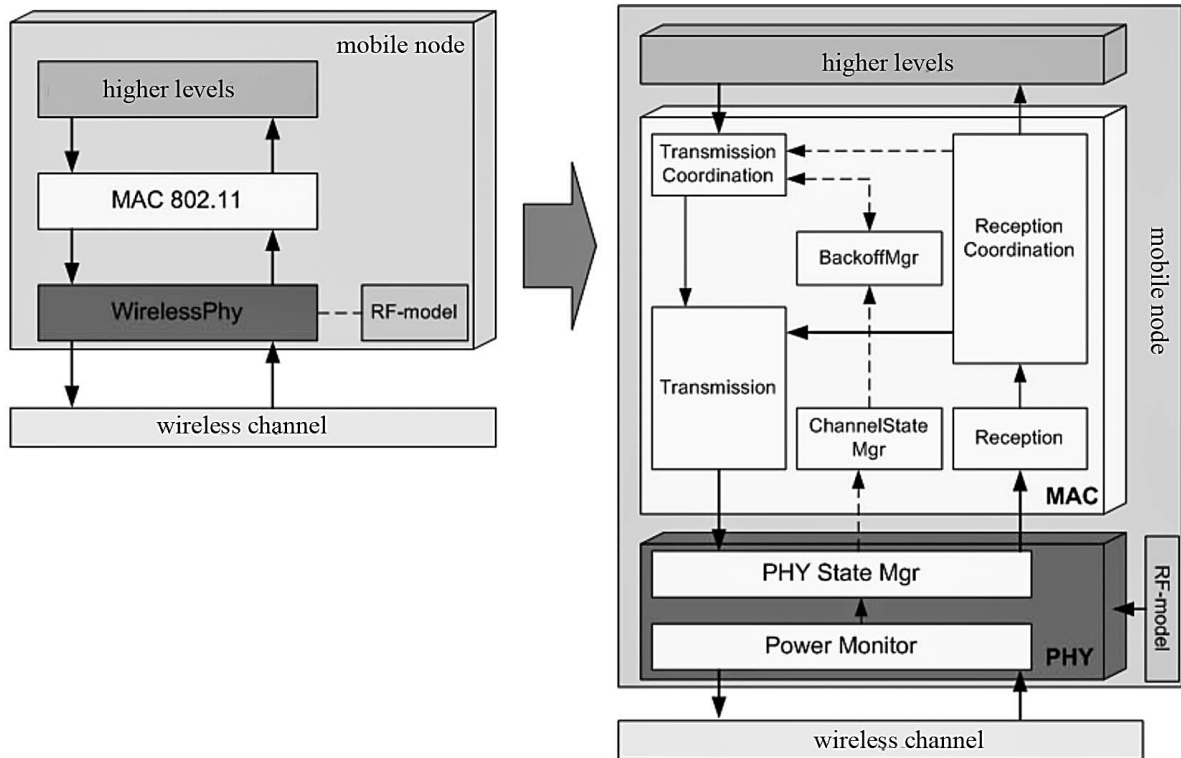 mobile node
higher levels
MAC 802.11
WirelessPhy
RF-model
wireless channel
higher levels
Transmission
Coordination
Reception
Coordination
BackoffMgr
Transmission
ChannelState
Mgr
Reception
MAC
mobile node
PHY State Mgr
Power Monitor
PHY
RF-model
wireless channel